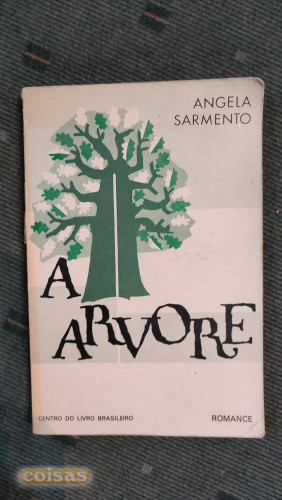 ANGELA
SARMENTO
A
ARVORE
CENTRO DO LIVRO BRASILEIRO
ROMANCE
coisas